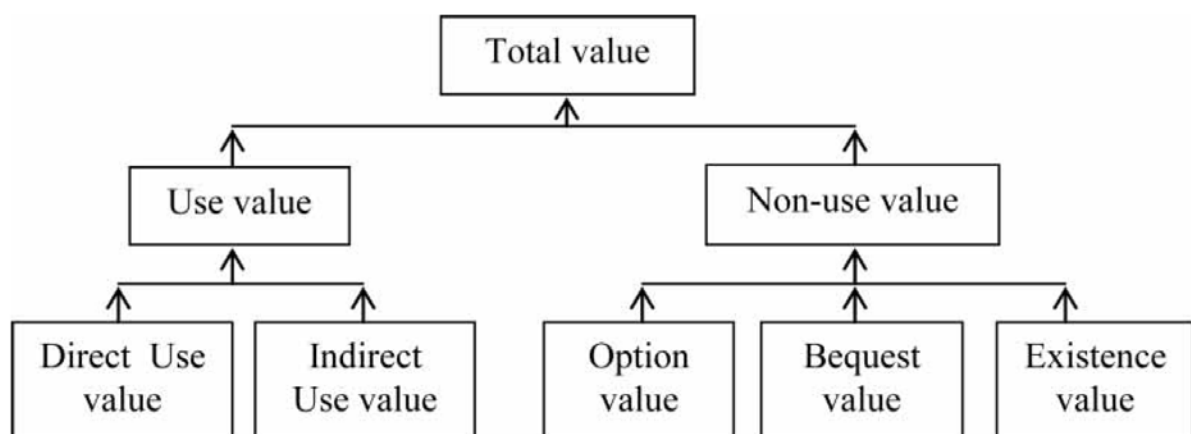 Total value
Use value
Non-use value
Direct Use
value
Indirect
Use value
Option
value
Bequest
value
Existence
value